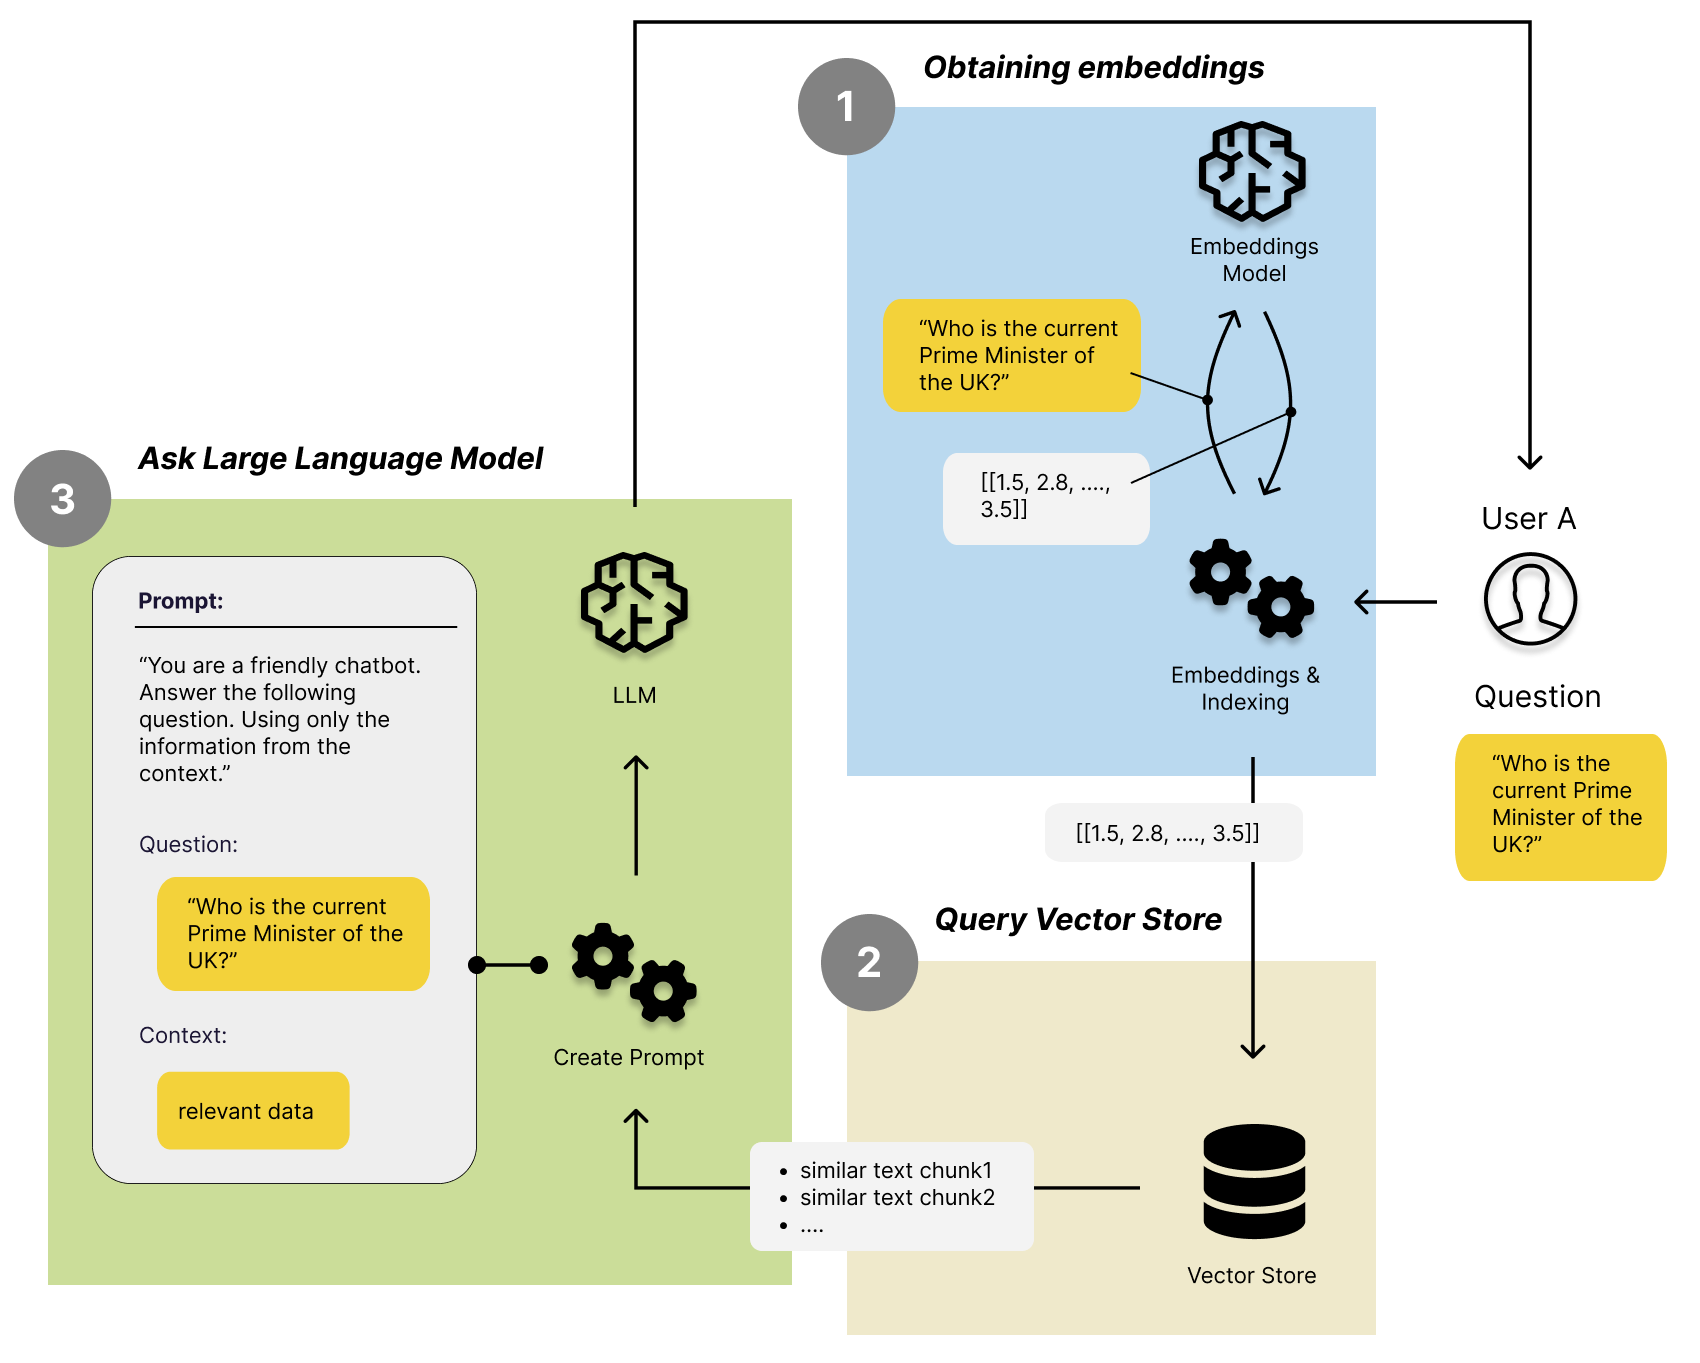 Obtaining embeddings
1
Embeddings
Model
“Who is the current
Prime Minister of
the UK?”
[[1.5, 2.8, ....,
3.5]]
Embeddings &
Indexing
User A
Question
“Who is the
current Prime
Minister of the
UK?”
[[1.5, 2.8, ...., 3.5]]
Query Vector Store
2
Vector Store
• similar text chunk1
• similar text chunk2
• ....
Ask Large Language Model
3
Prompt:
“You are a friendly chatbot.
Answer the following
question. Using only the
information from the
context.”
Question:
“Who is the current
Prime Minister of the
UK?”
Context:
relevant data
Create Prompt
LLM